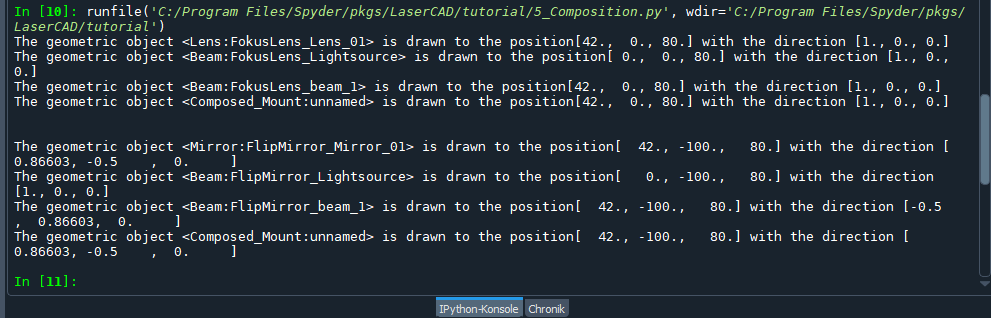 In [10]: runfile('C:/Program Files/Spyder/pkgs/LaserCAD/tutorial/5_Composition.py', wdir='C:/Program Files/Spyder/pkgs/
LaserCAD/tutorial')
The geometric object <Lens:FokusLens_Lens_01> is drawn to the position[42.,  0., 80.] with the direction [1., 0., 0.]
The geometric object <Beam:FokusLens_Lightsource> is drawn to the position[ 0.,  0., 80.] with the direction [1., 0.,
0.]
The geometric object <Beam:FokusLens_beam_1> is drawn to the position[42.,  0., 80.] with the direction [1., 0., 0.]
The geometric object <Composed_Mount:unnamed> is drawn to the position[42.,  0., 80.] with the direction [1., 0., 0.]
The geometric object <Mirror:FlipMirror_Mirror_01> is drawn to the position[  42., -100.,   80.] with the direction [
0.86603, -0.5    ,  0.     ]
The geometric object <Beam:FlipMirror_Lightsource> is drawn to the position[   0., -100.,   80.] with the direction
[1., 0., 0.]
The geometric object <Beam:FlipMirror_beam_1> is drawn to the position[  42., -100.,   80.] with the direction [-0.5
,  0.86603,  0.     ]
The geometric object <Composed_Mount:unnamed> is drawn to the position[  42., -100.,   80.] with the direction [
0.86603, -0.5    ,  0.     ]
In [11]:
IPython-Konsole Chronik